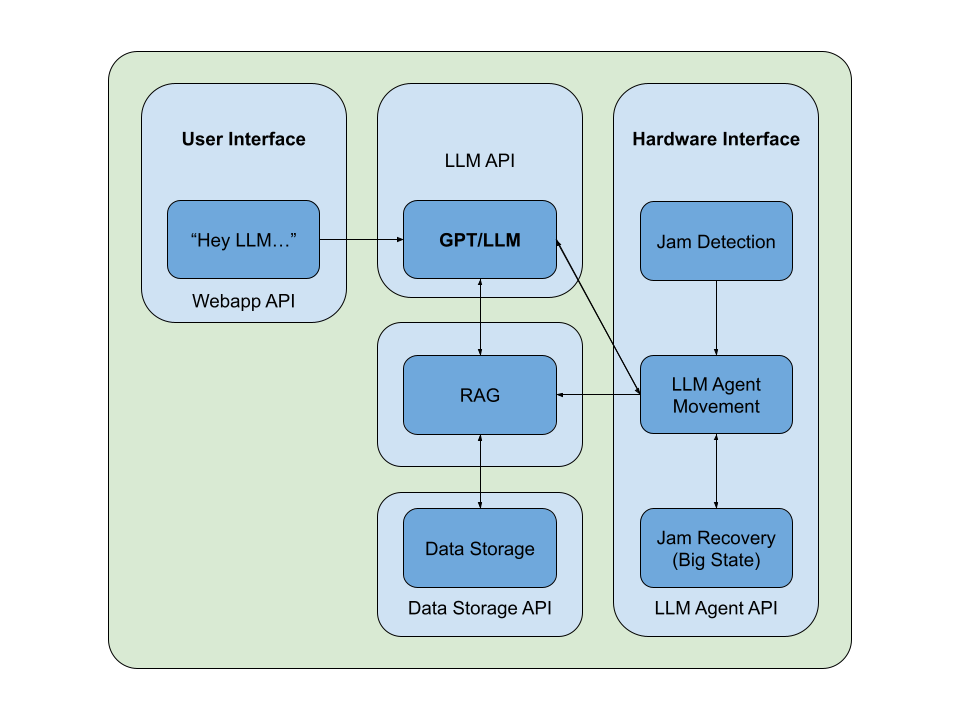 User Interface
“Hey LLM…”
Webapp API
LLM API
GPT/LLM
RAG
Data Storage
Data Storage API
Hardware Interface
Jam Detection
LLM Agent
Movement
Jam Recovery
(Big State)
LLM Agent API